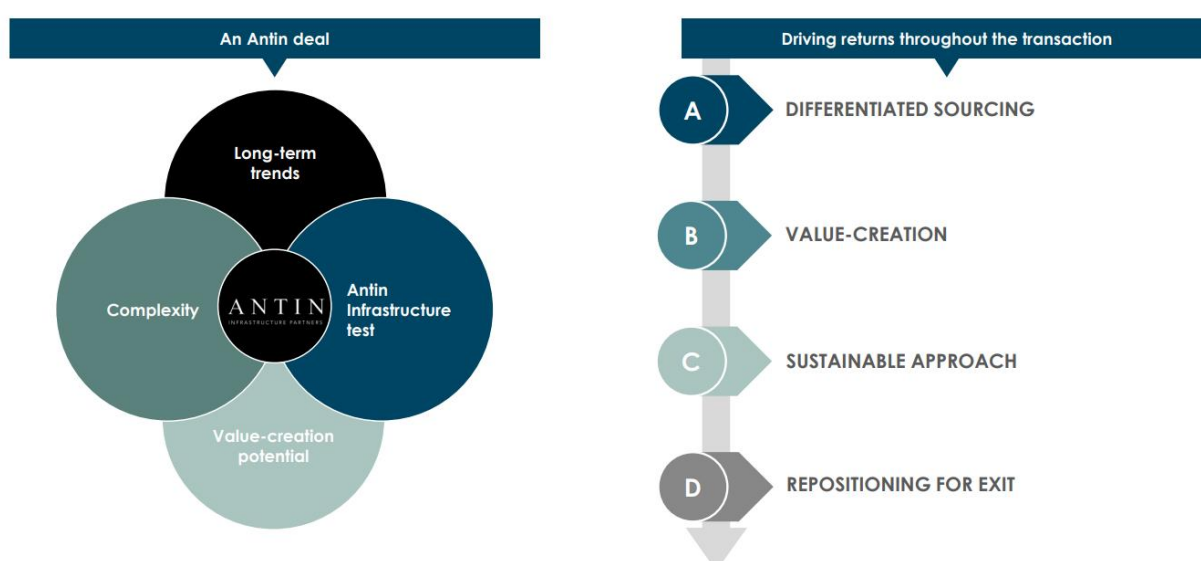 An Antin deal
Long-term
trends
Complexity
ANTIN
INFRASTRUCTURE PARTNERS
Antin
Infrastructure
test
Value-creation
potential
Driving returns throughout the transaction
A
DIFFERENTIATED SOURCING
B
VALUE-CREATION
C
SUSTAINABLE APPROACH
D
REPOSITIONING FOR EXIT